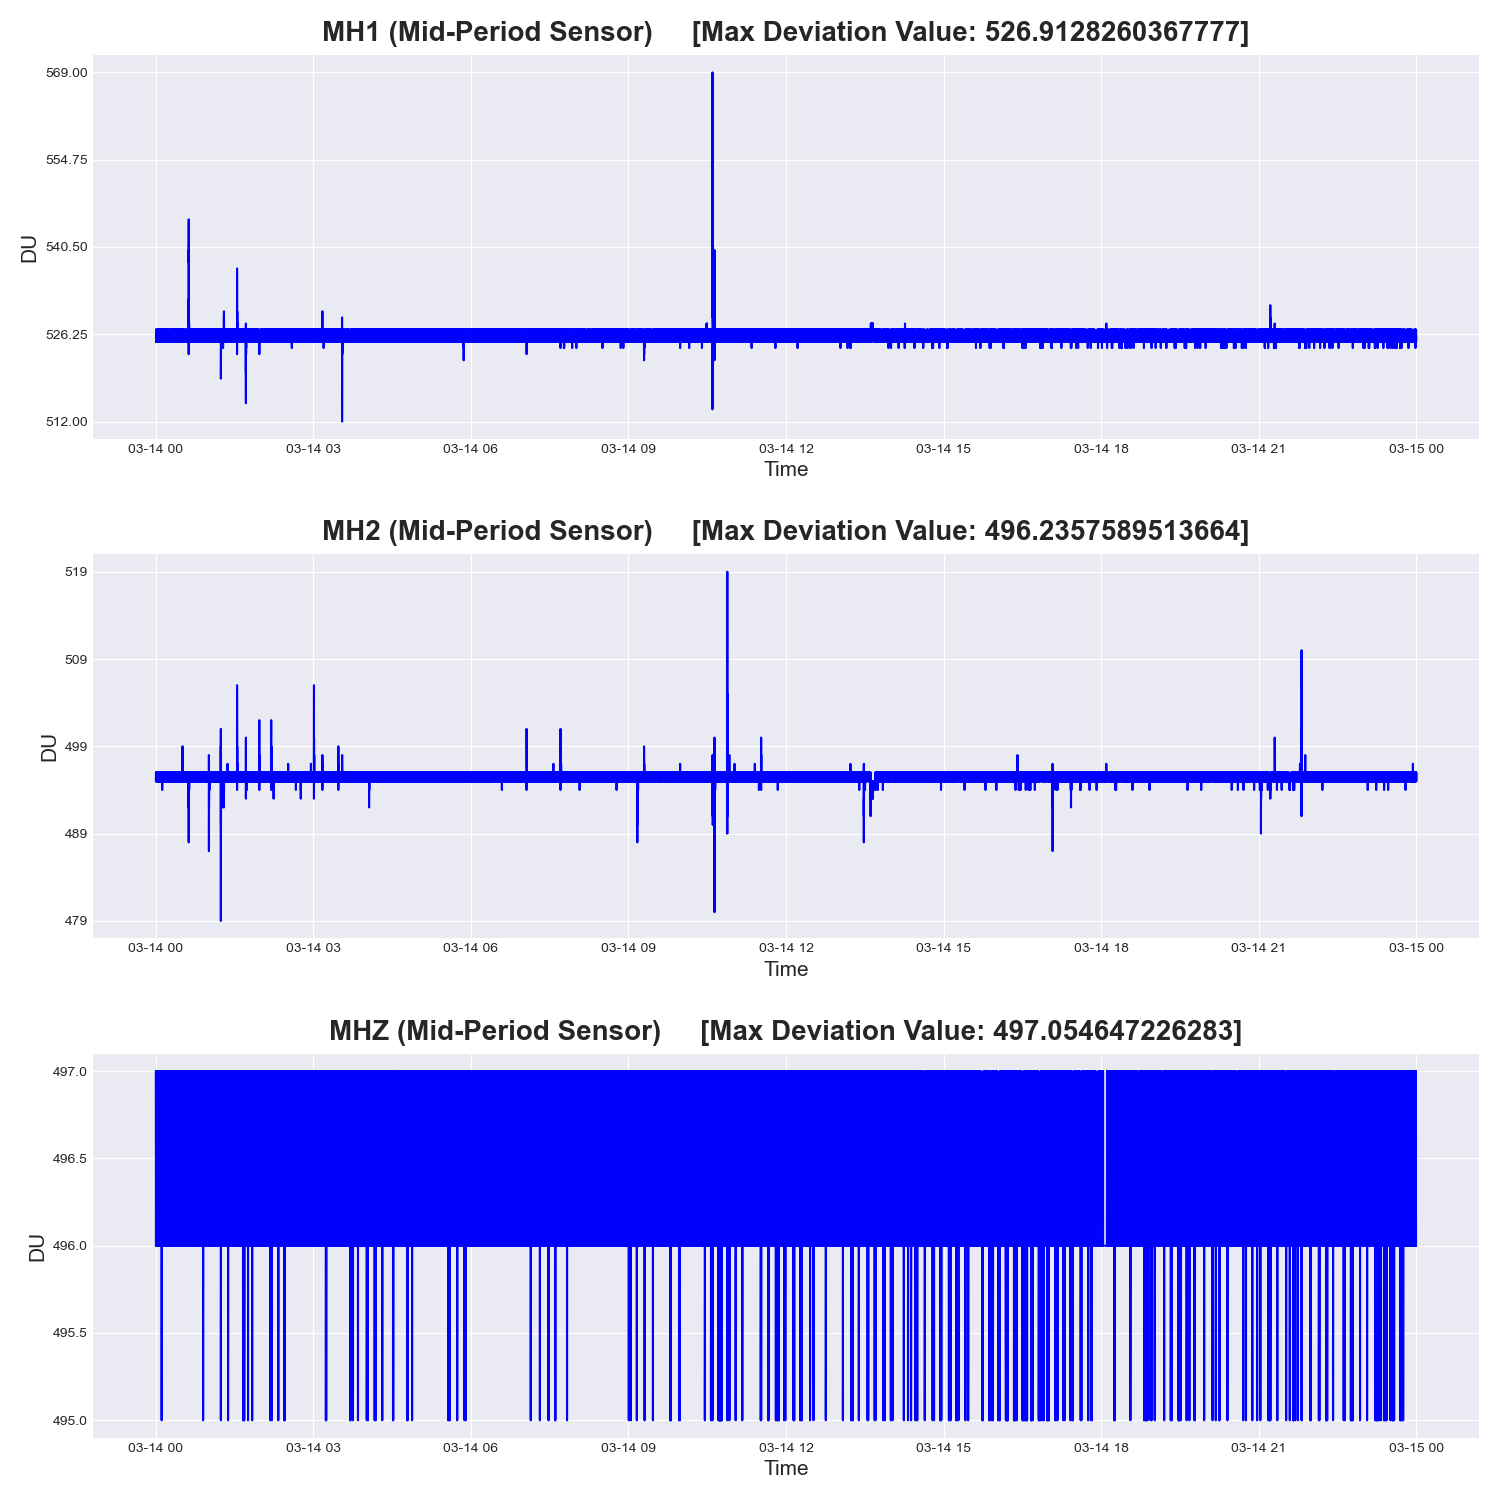 MH1 (Mid-Period Sensor) [Max Deviation Value: 526.9128260367777]
569.00
554.75
540.50
526.25
512.00
DU
03-14 00 03-14 03 03-14 06 03-14 09 03-14 12 03-14 15 03-14 18 03-14 21 03-15 00
Time
MH2 (Mid-Period Sensor) [Max Deviation Value: 496.2357589513664]
519
509
499
489
479
DU
03-14 00 03-14 03 03-14 06 03-14 09 03-14 12 03-14 15 03-14 18 03-14 21 03-15 00
Time
MHZ (Mid-Period Sensor) [Max Deviation Value: 497.054647226283]
497.0
496.5
496.0
495.5
495.0
DU
03-14 00 03-14 03 03-14 06 03-14 09 03-14 12 03-14 15 03-14 18 03-14 21 03-15 00
Time